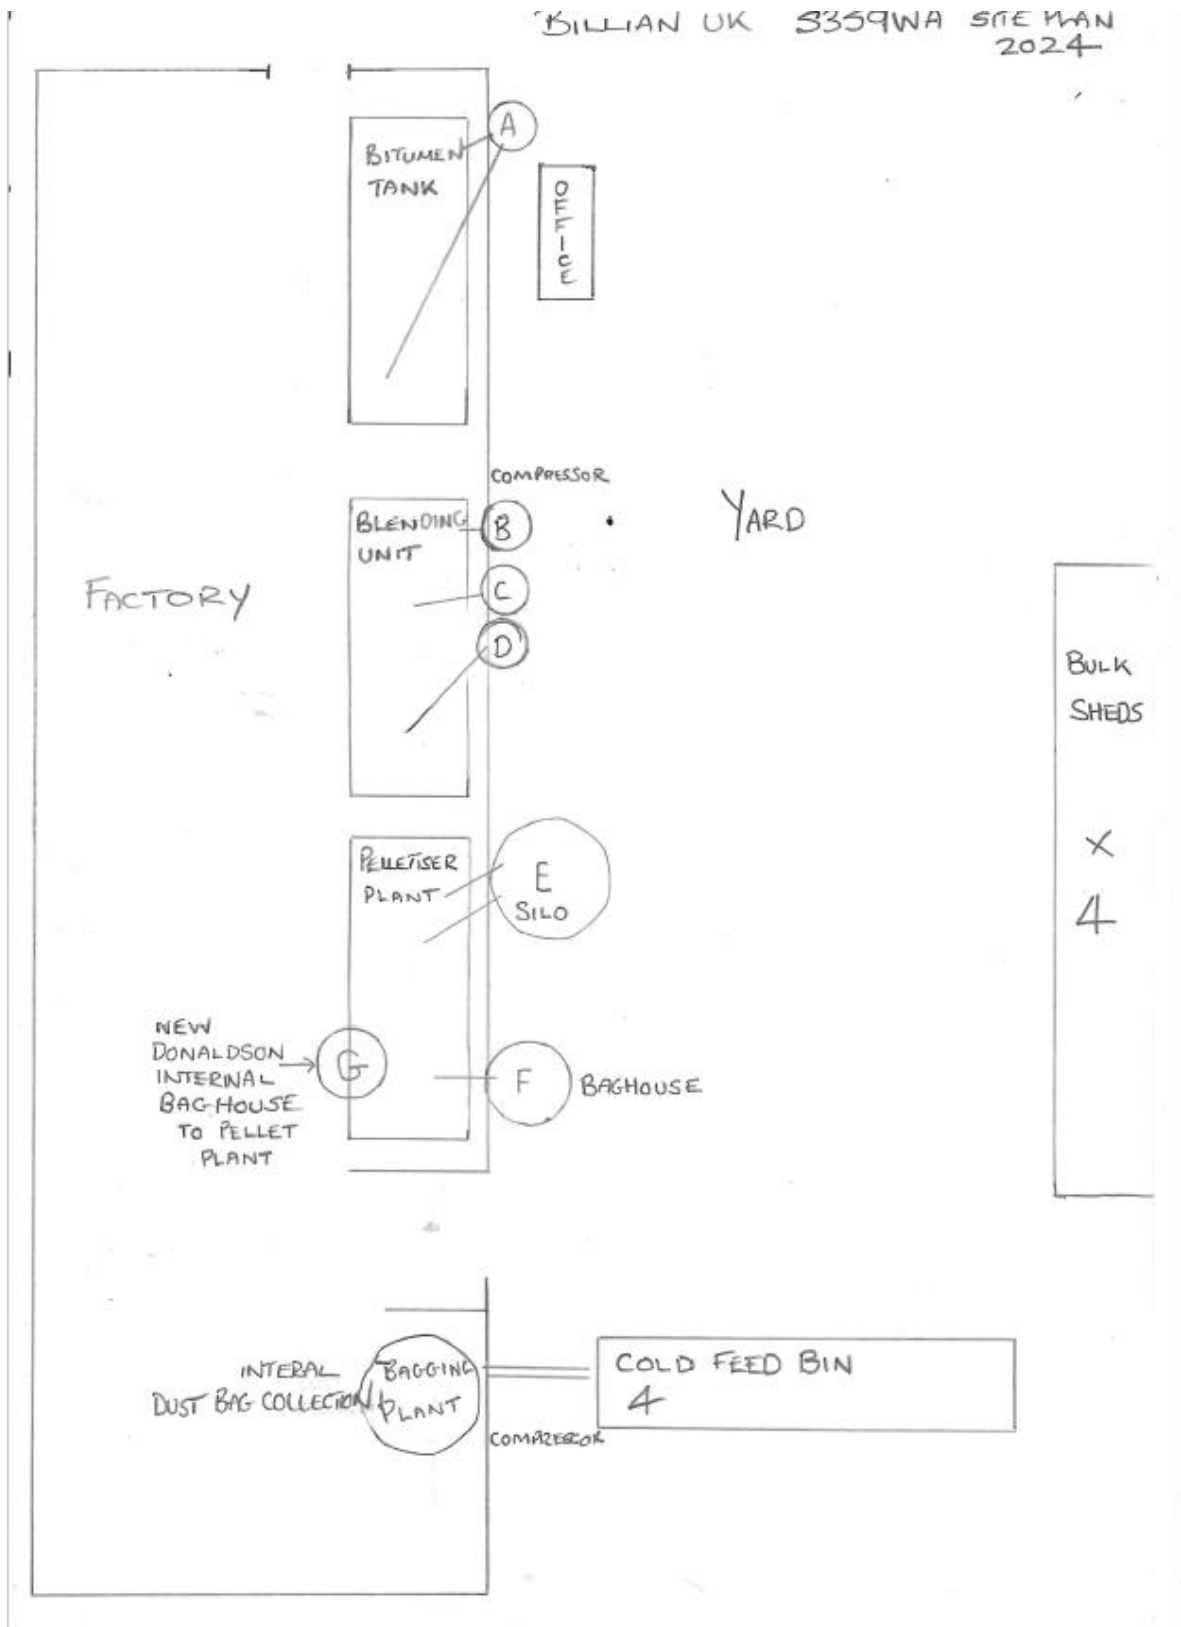 BILLIAN UK S359WA SITE PLAN
2024
A
BITUMEN
TANK
OFFICE
COMPRESSOR
BLENDING
UNIT
B
C
D
YARD
FACTORY
BULK
SHEDS
X
4
PELLETISER
PLANT
E
SILO
NEW
DONALDSON
INTERNAL
BAGHOUSE
TO PELLET
PLANT
G
F
BAGHOUSE
INTERAL
DUST BAG COLLECTION
BAGGING
PLANT
COLD FEED BIN
4
COMPRESSOR